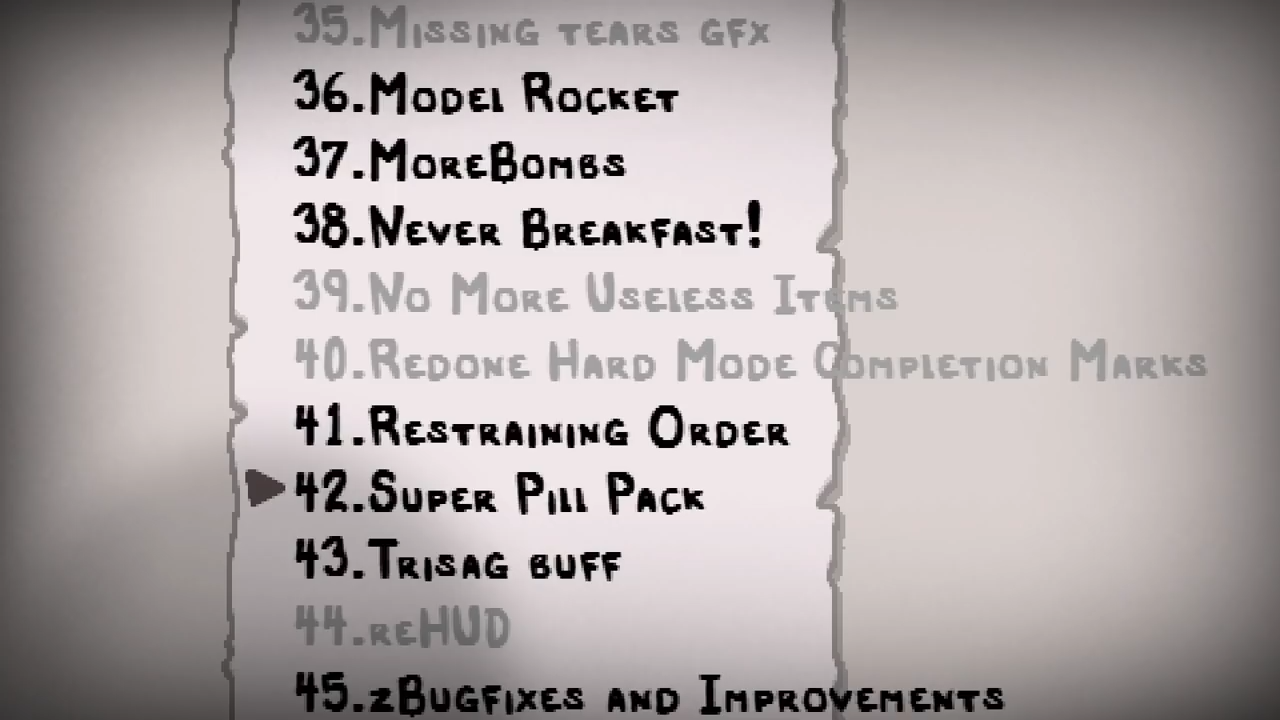 35.Missing tears gfx
36.Model Rocket
37.MoreBombs
38.Never Breakfast!
39.No More Useless Items
40.Redone Hard Mode Completion Marks
41.Restraining Order
42.Super Pill Pack
43.Trisag buff
44.reHUD
45.zBugfixes and Improvements